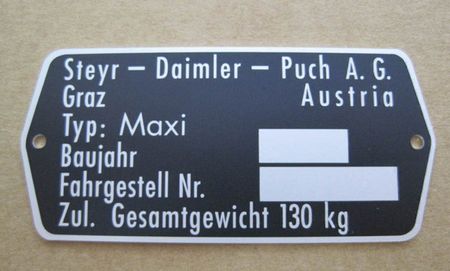 Steyr – Daimler – Puch A. G.
Graz Austria
Typ: Maxi
Baujahr
Fahrgestell Nr.
Zul. Gesamtgewicht 130 kg